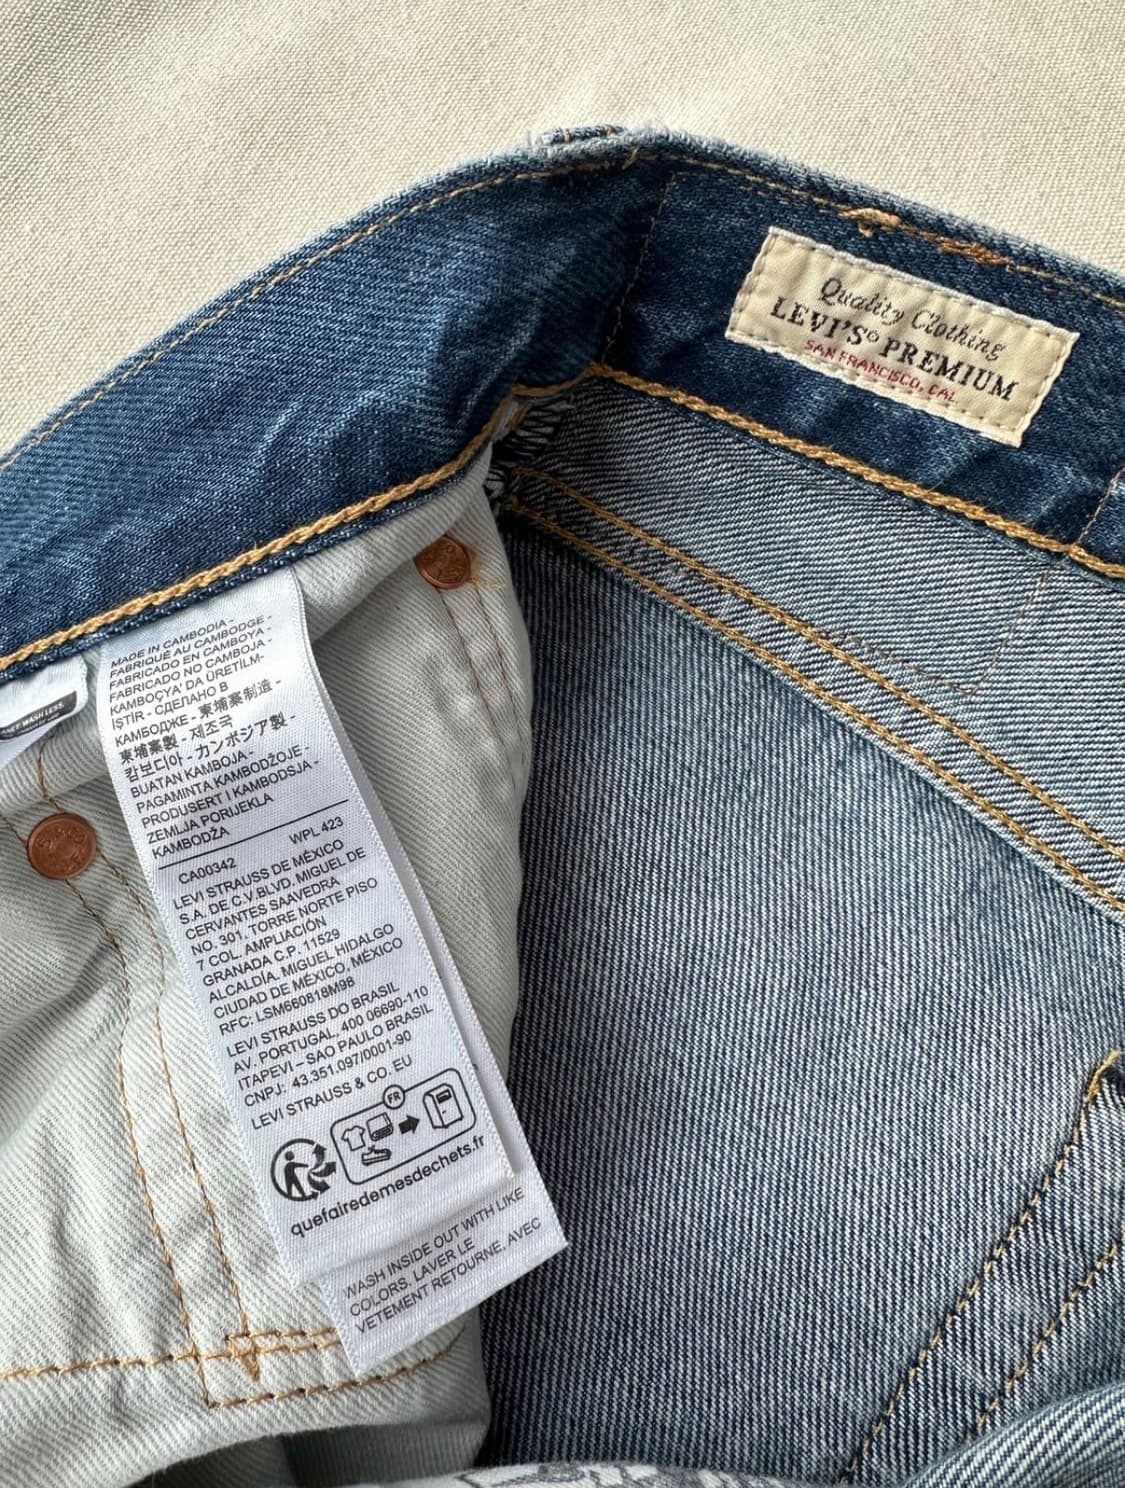 Quality Clothing
LEVI'S® PREMIUM
SAN FRANCISCO, CAL.
WASH LESS.
MADE IN CAMBODIA -
FABRIQUÉ AU CAMBODGE -
FABRICADO EN CAMBOYA -
FABRICADO NO CAMBOJA -
KAMBOÇYA' DA ÜRETİLM-
İŞTİR - СДЕЛАНО В
КАМБОДЖЕ - 柬埔寨制造 -
柬埔寨製 - 제조국
캄보디아 - カンボジア製 -
BUATAN KAMBOJA -
PAGAMINTA KAMBODŽOJE -
PRODUSERT I KAMBODSJA -
ZEMLJA PORIJEKLA
KAMBODŽA
CA00342 WPL 423
LEVI STRAUSS DE MÉXICO
S.A. DE C.V.BLVD. MIGUEL DE
CERVANTES SAAVEDRA
NO. 301, TORRE NORTE PISO
7 COL. AMPLIACIÓN
GRANADA C.P. 11529
ALCALDÍA. MIGUEL HIDALGO
CIUDAD DE MÉXICO, MÉXICO
RFC: LSM660818M98
LEVI STRAUSS DO BRASIL
AV. PORTUGAL, 400 06690-110
ITAPEVI – SAO PAULO BRASIL
CNPJ: 43.351.097/0001-90
LEVI STRAUSS & CO. EU
FR
quefairedemesdechets.fr
WASH INSIDE OUT WITH LIKE
COLORS, LAVER LE
VETEMENT RETOURNE, AVEC